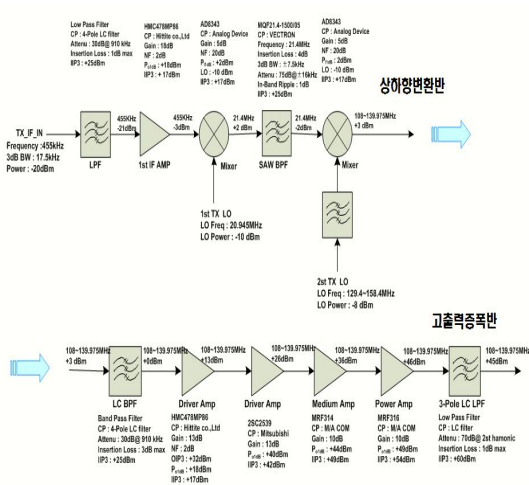 Low Pass Filter
CP : 4-Pole LC filter
Attenu : 30dB@ 910 kHz
Insertion Loss : 1dB max
IIP3 : +25dBm
HMC478MP86
CP : Hittite co.,Ltd
Gain : 18dB
NF : 2dB
P₀1dB : +18dBm
IIP3 : + 17dBm
AD8343
CP : Analog Device
Gain : 5dB
NF : 20dB
P₀1dB : +2dBm
LO : -10 dBm
IIP3 : +17dBm
MQF21.4-1500/05
CP : VECTRON
Frequency : 21.4MHz
Insertion Loss : 4dB
3dB BW : ±7.5kHz
Attenu : 75dB@±16kHz
In-Band Ripple : 1dB
IIP3 : +25dBm
AD8343
CP : Analog Device
Gain : 5dB
NF : 20dB
P₀1dB : 2dBm
LO: -10 dBm
IIP3 : +17dBm
상하향변환반
TX_IF_IN
Frequency :455kHz
3dB BW : 17.5kHz
Power : -20dBm
LPF
455KHz
-21dBm
1st IF AMP
455KHz
-3dBm
Mixer
21.4MHz
+2 dBm
SAW BPF
21.4MHz
-2dBm
Mixer
108~139.975MHz
+3 dBm
1st TX LO
LO Freq : 20.945MHz
LO Power : -10 dBm
2st TX LO
LO Freq : 129.4~158.4MHz
LO Power : -8 dBm
고출력증폭반
108~139.975MHz
+3 dBm
108~139.975MHz
+0dBm
108~139.975MHz
+13dBm
108~139.975MHz
+26dBm
108~139.975MHz
+36dBm
108~139.975MHz
+46dBm
108~139.975MHz
+45dBm
LC BPF
Driver Amp
Driver Amp
Medium Amp
Power Amp
3-Pole LC LPF
Band Pass Filter
CP : 4-Pole LC filter
Attenu : 30dB@ 910 kHz
Insertion Loss : 3dB max
IIP3 : +25dBm
HMC478MP86
CP : Hittite co.,Ltd
Gain : 13dB
OIP3 : +32dBm
P₀1dB : +18dBm
IIP3 : +17dBm
2SC2539
CP : Mitsubishi
Gain : 13dB
P₀1dB : +40dBm
IIP3 : +42dBm
MRF314
CP : M/A COM
Gain : 10dB
P₀1dB : +44dBm
IIP3 : +49dBm
MRF316
CP : M/A COM
Gain : 10dB
P₀1dB : +49dBm
IIP3 : +54dBm
Low Pass Filter
CP : LC filter
Attenu : 70dB@ 2st hamonic
Insertion Loss : 1dB max
IIP3 : +60dBm